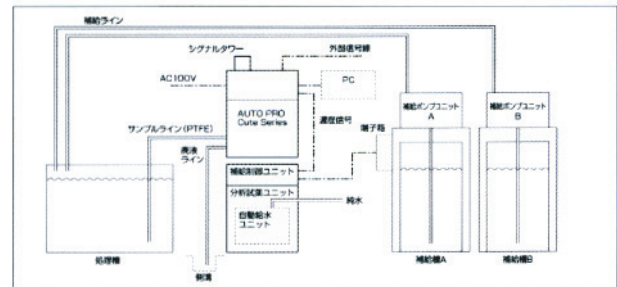 補給ライン
シグナルタワー
外部信号線
AC100V
PC
AUTO PRO
Cute Series
補給ポンプユニット
A
補給ポンプユニット
B
サンプルライン(PTFE)
濃度信号
端子箱
廃液
ライン
補給制御ユニット
分析試薬ユニット
自動給水
ユニット
純水
処理槽
側溝
補給槽A
補給槽B